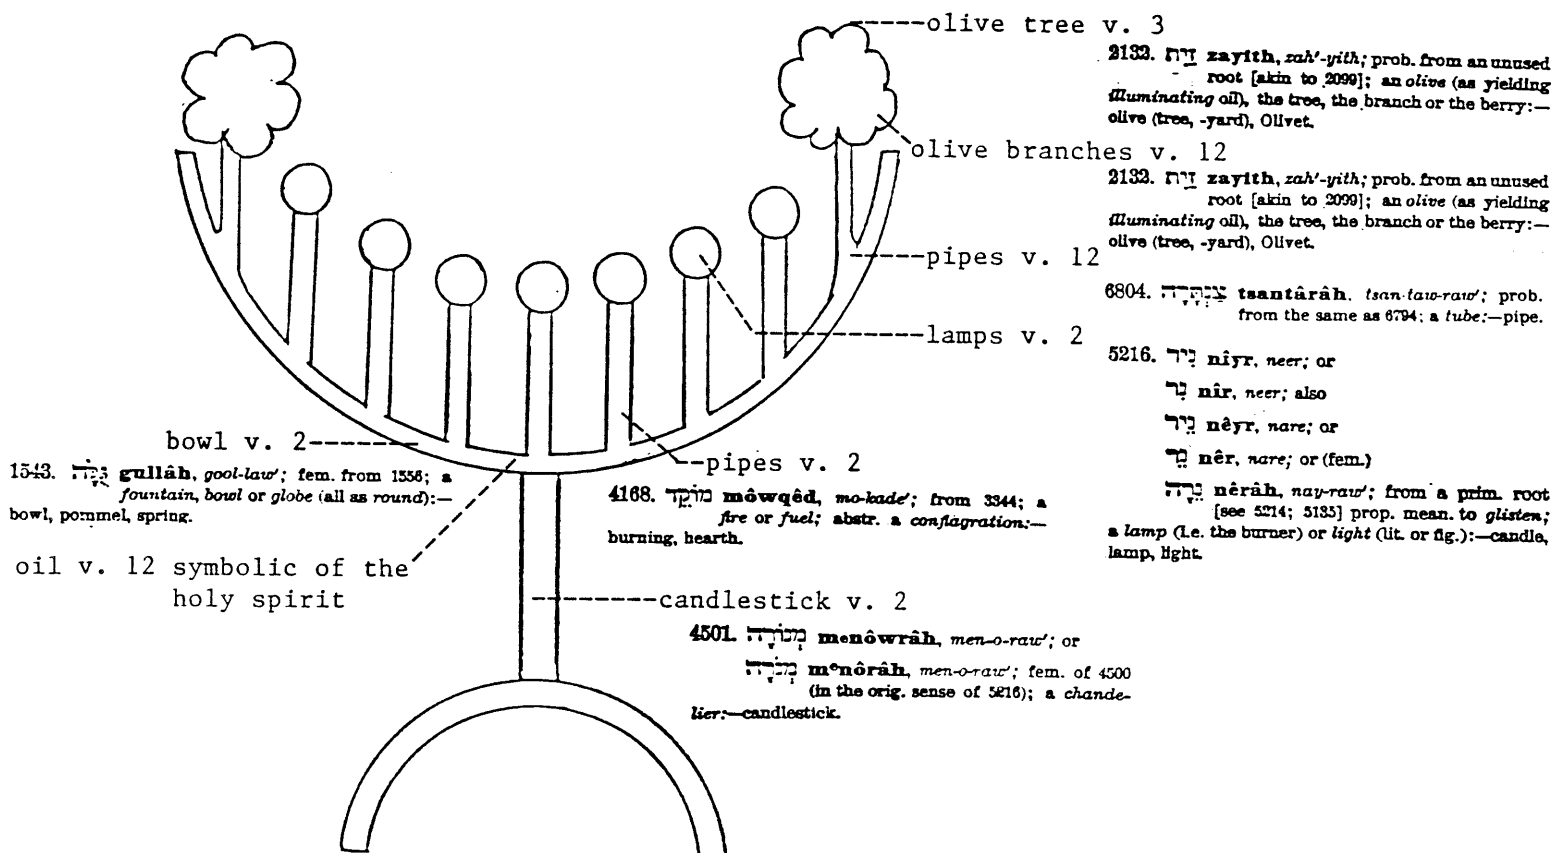 olive tree v. 3
2132. זַיִת zayith, zah'-yith; prob. from an unused
root [akin to 2099]; an olive (as yielding
illuminating oil), the tree, the branch or the berry:—
olive (tree, -yard), Olivet.
olive branches v. 12
2132. זַיִת zayith, zah'-yith; prob. from an unused
root [akin to 2099]; an olive (as yielding
illuminating oil), the tree, the branch or the berry:—
olive (tree, -yard), Olivet.
pipes v. 12
6804. צַנְתָּרָה tsantârâh, tsan-taw-raw'; prob.
from the same as 6794; a tube:—pipe.
lamps v. 2
5216. נִיר nîyr, neer; or
נִר nîr, neer; also
נֵיר nêyr, nare; or
נֵר nêr, nare; or (fem.)
נֵרָה nêrâh, nay-raw'; from a prim. root
[see 5214; 5135] prop. mean. to glisten;
a lamp (i.e. the burner) or light (lit. or fig.):—candle,
lamp, light.
bowl v. 2
1543. גֻּלָּה gullâh, gool-law'; fem. from 1556; a
fountain, bowl or globe (all as round):—
bowl, pommel, spring.
pipes v. 2
4168. מוֹקֵד môwqêd, mo-kade'; from 3344; a
fire or fuel; abstr. a conflagration:—
burning, hearth.
oil v. 12 symbolic of the
holy spirit
candlestick v. 2
4501. מְנוֹרָה menôwrâh, men-o-raw'; or
מְנֹרָה mᵉnôrâh, men-o-raw'; fem. of 4500
(in the orig. sense of 5216); a chande-
lier:—candlestick.